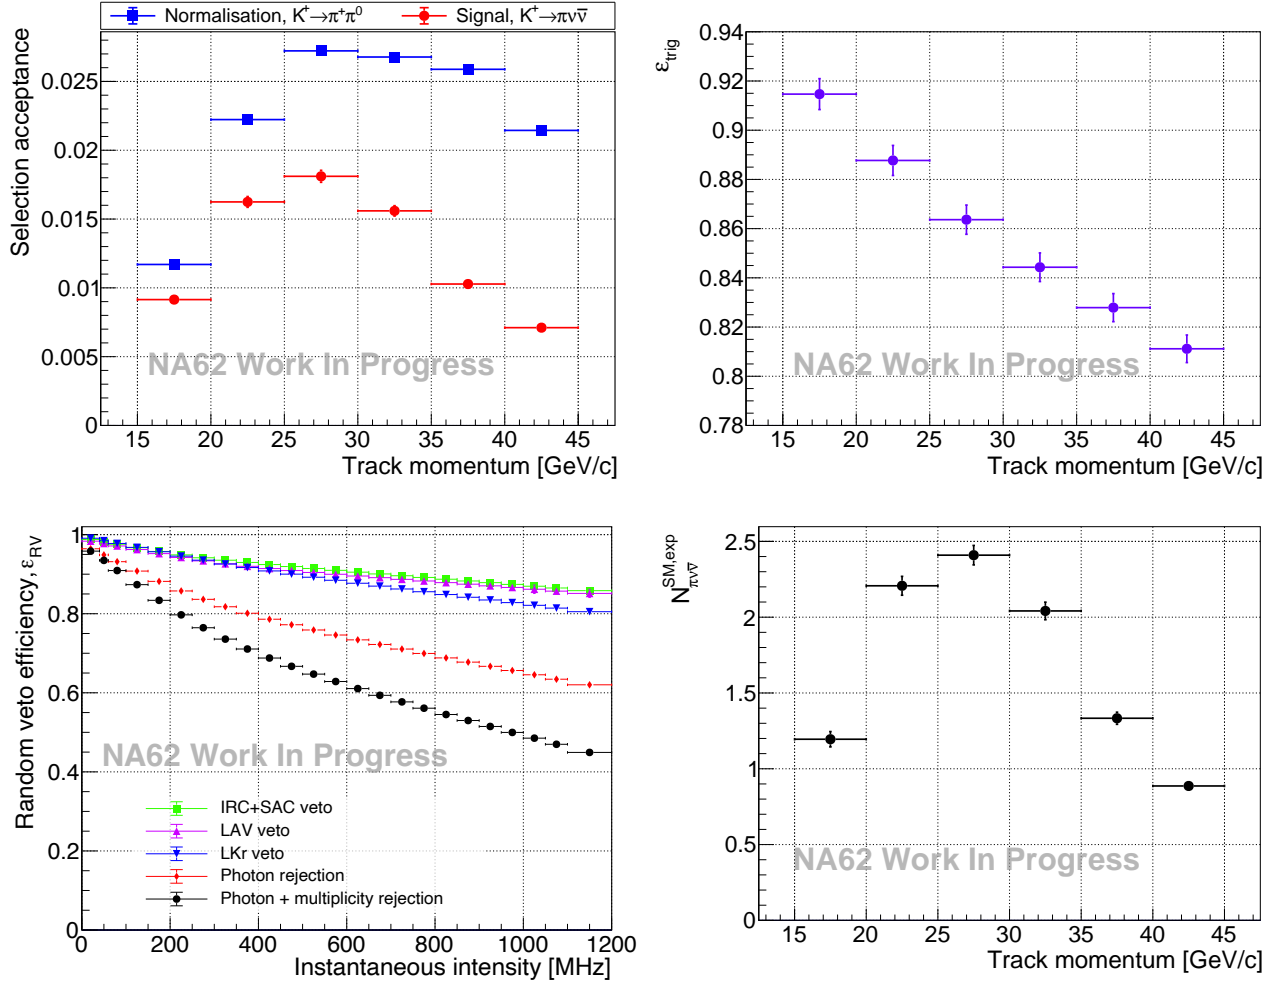 Normalisation, K⁺→π⁺π⁰
Signal, K⁺→πνν̅
Selection acceptance
0.025
0.02
0.015
0.01
0.005
0
NA62 Work In Progress
15 20 25 30 35 40 45
Track momentum [GeV/c]
ε_trig
0.94
0.92
0.9
0.88
0.86
0.84
0.82
0.8
0.78
NA62 Work In Progress
15 20 25 30 35 40 45
Track momentum [GeV/c]
Random veto efficiency, ε_RV
1
0.8
0.6
0.4
0.2
0
NA62 Work In Progress
IRC+SAC veto
LAV veto
LKr veto
Photon rejection
Photon + multiplicity rejection
0 200 400 600 800 1000 1200
Instantaneous intensity [MHz]
N_πνν̅^SM,exp
2.5
2
1.5
1
0.5
0
NA62 Work In Progress
15 20 25 30 35 40 45
Track momentum [GeV/c]